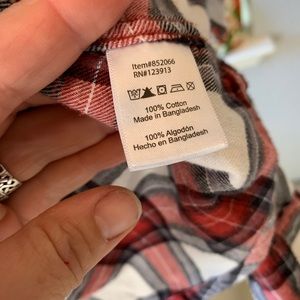 Item#852066
RN#123913
100% Cotton
Made in Bangladesh
100% Algodón
Hecho en Bangladesh